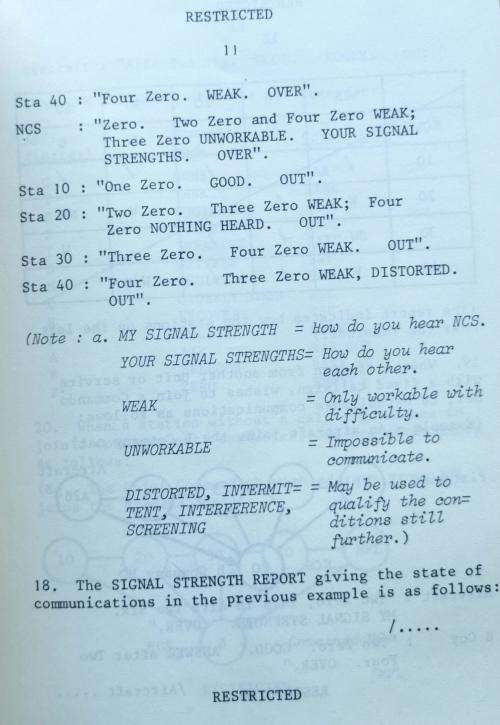 RESTRICTED
11
Sta 40 : "Four Zero. WEAK. OVER".
NCS : "Zero. Two Zero and Four Zero WEAK;
Three Zero UNWORKABLE. YOUR SIGNAL
STRENGTHS. OVER".
Sta 10 : "One Zero. GOOD. OUT".
Sta 20 : "Two Zero. Three Zero WEAK; Four
Zero NOTHING HEARD. OUT".
Sta 30 : "Three Zero. Four Zero WEAK. OUT".
Sta 40 : "Four Zero. Three Zero WEAK, DISTORTED.
OUT".
(Note : a. MY SIGNAL STRENGTH = How do you hear NCS.
YOUR SIGNAL STRENGTHS= How do you hear
each other.
WEAK = Only workable with
difficulty.
UNWORKABLE = Impossible to
communicate.
DISTORTED, INTERMIT= = May be used to
TENT, INTERFERENCE, qualify the con=
SCREENING ditions still
further.)
18. The SIGNAL STRENGTH REPORT giving the state of
communications in the previous example is as follows:
/.....
RESTRICTED